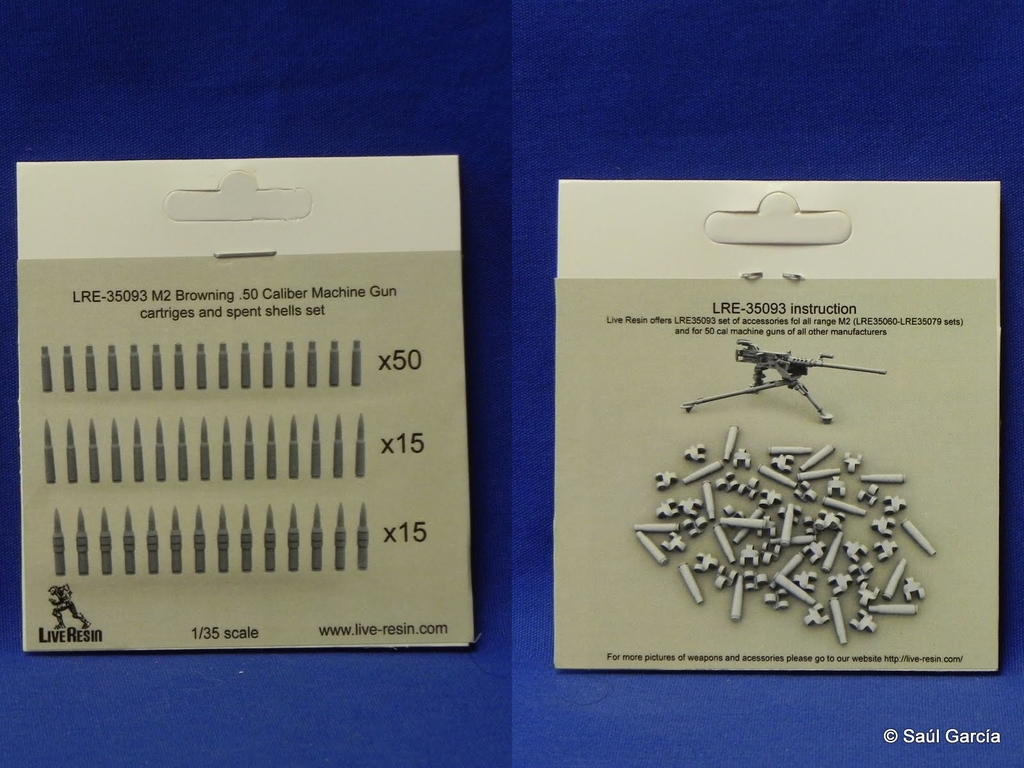 LRE-35093 M2 Browning .50 Caliber Machine Gun
cartriges and spent shells set
x50
x15
x15
LIVERESIN
1/35 scale
www.live-resin.com
LRE-35093 instruction
Live Resin offers LRE35093 set of accessories fol all range M2 (LRE35060-LRE35079 sets)
and for 50 cal machine guns of all other manufacturers
For more pictures of weapons and acessories please go to our website http://live-resin.com/
© Saúl García